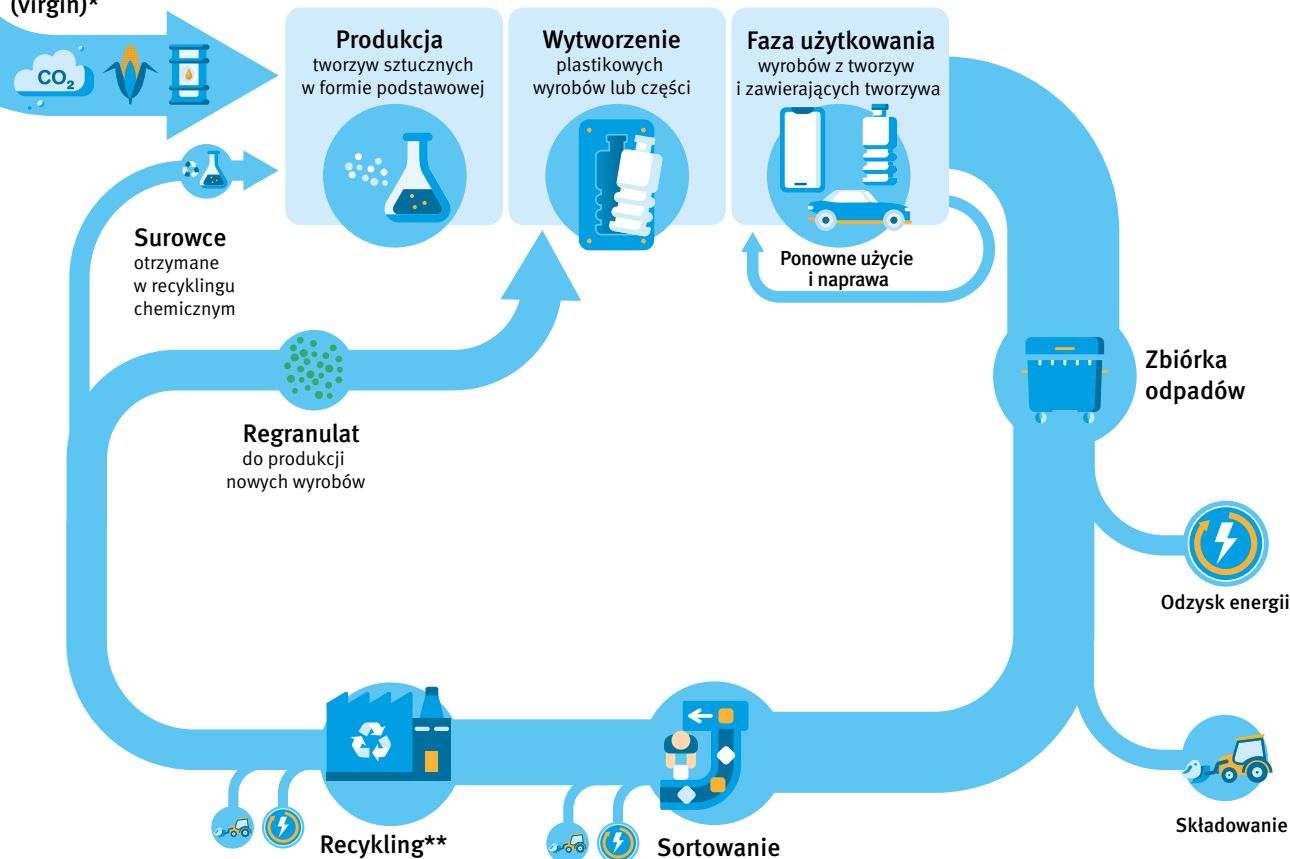 (virgin)*
CO₂
Produkcja
tworzyw sztucznych
w formie podstawowej
Wytworzenie
plastikowych
wyrobów lub części
Faza użytkowania
wyrobów z tworzyw
i zawierających tworzywa
Surowce
otrzymane
w recyklingu
chemicznym
Ponowne użycie
i naprawa
Zbiórka
odpadów
Regranulat
do produkcji
nowych wyrobów
Odzysk energii
Składowanie
Recykling**
Sortowanie